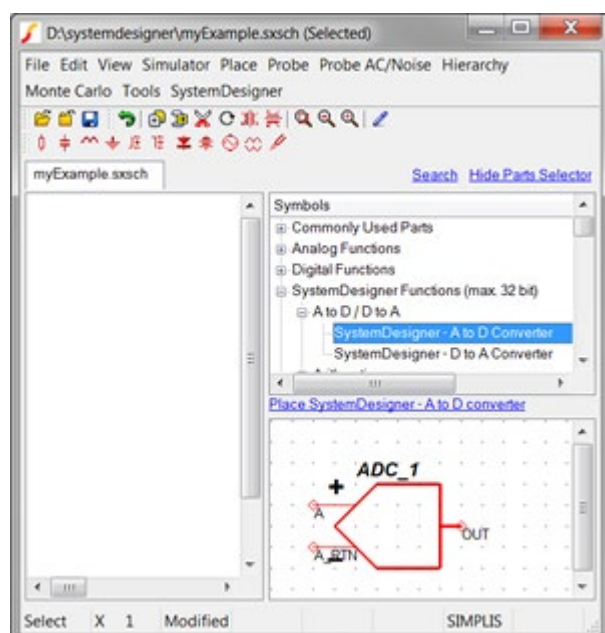 D:\systemdesigner\myExample.sxsch (Selected)
File Edit View Simulator Place Probe Probe AC/Noise Hierarchy
Monte Carlo Tools SystemDesigner
myExample.sxsch
Search Hide Parts Selector
Symbols
Commonly Used Parts
Analog Functions
Digital Functions
SystemDesigner Functions (max. 32 bit)
A to D / D to A
SystemDesigner - A to D Converter
SystemDesigner - D to A Converter
Place SystemDesigner - A to D converter
ADC_1
+
A
OUT
A_RTN
Select X 1 Modified SIMPLIS